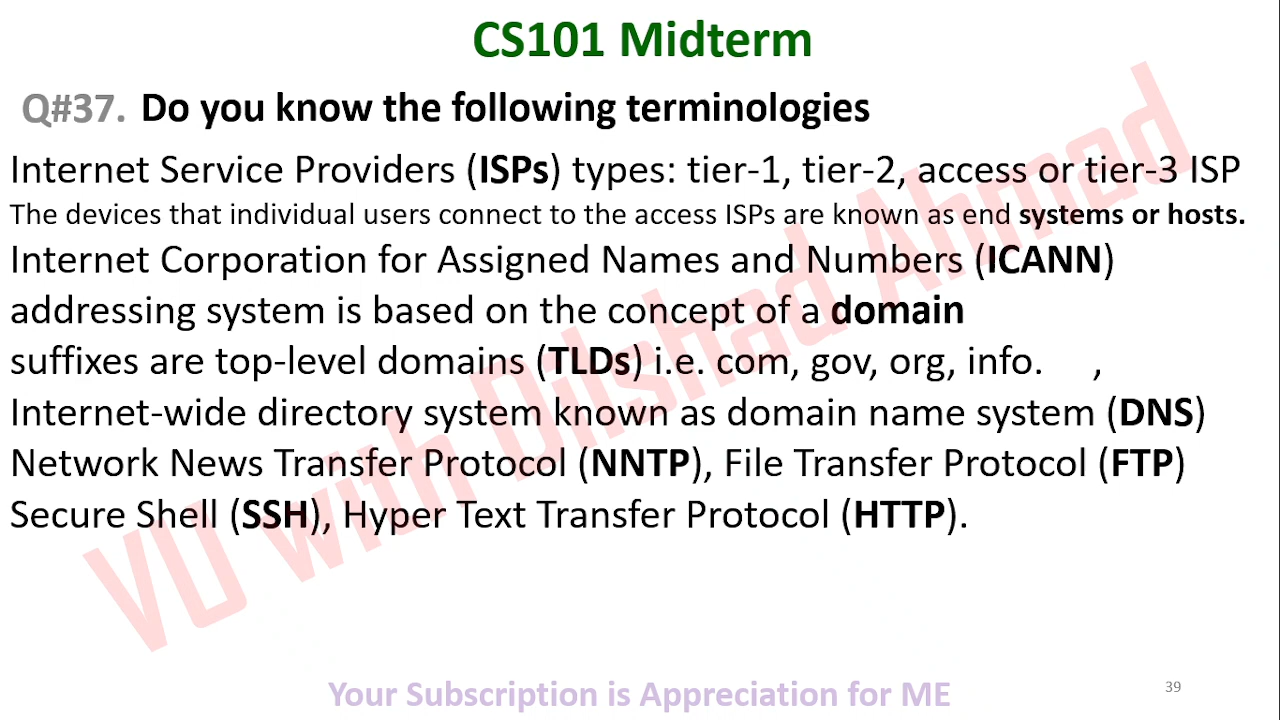 CS101 Midterm
Q#37. Do you know the following terminologies
Internet Service Providers (ISPs) types: tier-1, tier-2, access or tier-3 ISP
The devices that individual users connect to the access ISPs are known as end systems or hosts.
Internet Corporation for Assigned Names and Numbers (ICANN)
addressing system is based on the concept of a domain
suffixes are top-level domains (TLDs) i.e. com, gov, org, info. ,
Internet-wide directory system known as domain name system (DNS)
Network News Transfer Protocol (NNTP), File Transfer Protocol (FTP)
Secure Shell (SSH), Hyper Text Transfer Protocol (HTTP).
VU with Dilshad Ahmad
Your Subscription is Appreciation for ME
39